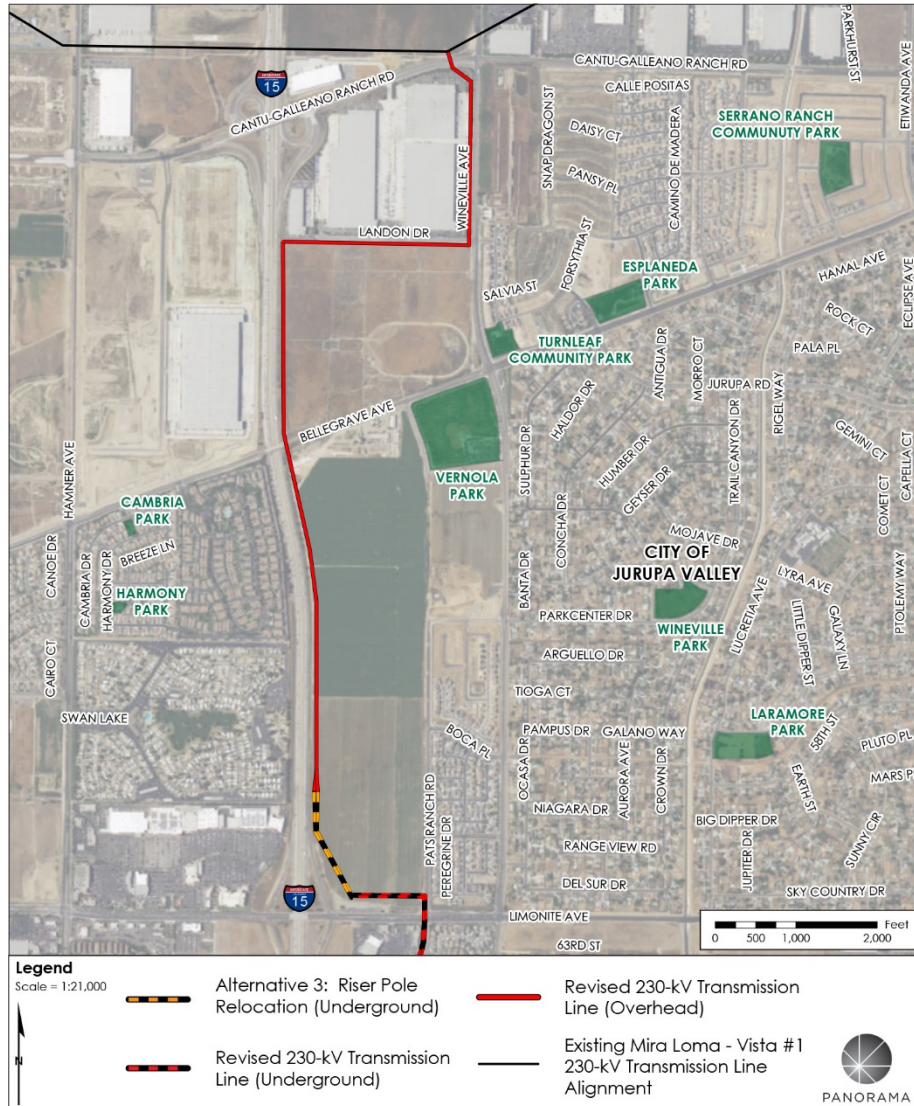 INTERSTATE
15
CANTU-GALLEANO RANCH RD
CANTU-GALLEANO RANCH RD
PARKHURST ST
ETIWANDA AVE
CALLE POSITAS
SERRANO RANCH
COMMUNUTY PARK
SNAPDRAGON ST
DAISY CT
PANSY PL
CAMINO DE MADERA
WINEVILLE AVE
LANDON DR
FORSYTHIA ST
SALVIA ST
ESPLANEDA
PARK
HAMAL AVE
ECLIPSE AVE
ROCK CT
PALA PL
TURNLEAF
COMMUNITY PARK
ANTIGUA DR
MORRO CT
JURUPA RD
RIGEL WAY
BELLEGRAVE AVE
HALDOR DR
SULPHUR DR
HUMBER DR
GEYSER DR
TRAIL CANYON DR
GEMINI CT
CAPELLA CT
COMET CT
VERNOLA
PARK
HAMNER AVE
CAMBRIA
PARK
BREEZE LN
CANOE DR
CAMBRIA DR
HARMONY DR
HARMONY
PARK
CONCHA DR
BANTA DR
MOJAVE DR
CITY OF
JURUPA VALLEY
LYRA AVE
PTOLEMY WAY
PARKCENTER DR
WINEVILLE
PARK
LUCRETIA AVE
LITTLE DIPPER ST
GALAXY LN
CAIRO CT
ARGUELLO DR
TIOGA CT
SWAN LAKE
BOCA PL
PAMPUS DR
GALANO WAY
LARAMORE
PARK
58TH ST
PLUTO PL
OCASA DR
AURORA AVE
CROWN DR
EARTH ST
MARS P
PATS RANCH RD
PEREGRINE DR
NIAGARA DR
BIG DIPPER DR
SUNNY CIR
RANGE VIEW RD
JUPITER DR
DEL SUR DR
SKY COUNTRY DR
INTERSTATE
15
LIMONITE AVE
63RD ST
Feet
0 500 1,000 2,000
Legend
Scale = 1:21,000
N
Alternative 3: Riser Pole
Relocation (Underground)
Revised 230-kV Transmission
Line (Overhead)
Revised 230-kV Transmission
Line (Underground)
Existing Mira Loma - Vista #1
230-kV Transmission Line
Alignment
PANORAMA